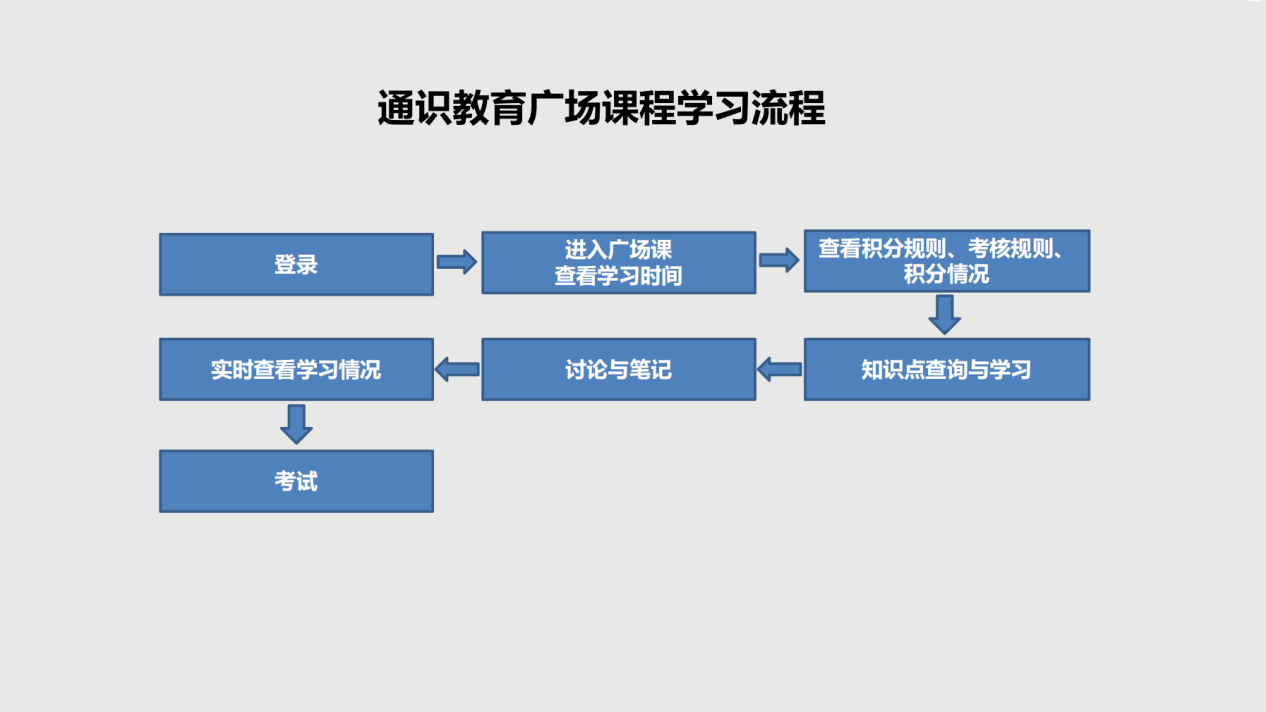 通识教育广场课程学习流程
登录
进入广场课
查看学习时间
查看积分规则、考核规则、
积分情况
知识点查询与学习
讨论与笔记
实时查看学习情况
考试